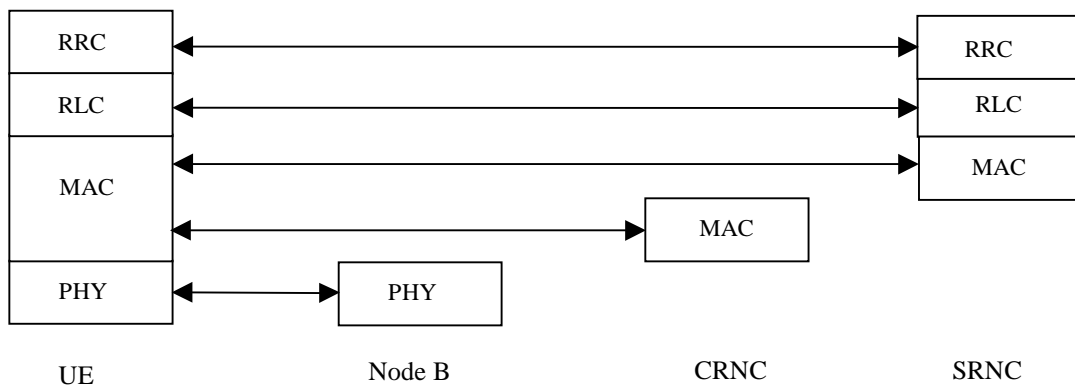 RRC RRC
RLC RLC
MAC
MAC
MAC
PHY PHY
UE Node B CRNC SRNC